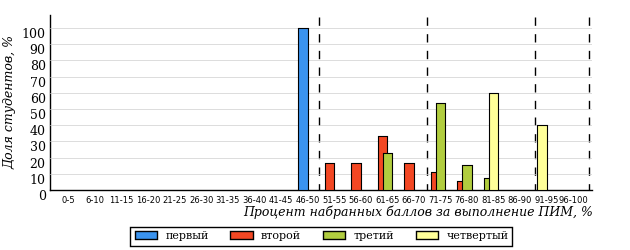 Доля студентов, %
100
90
80
70
60
50
40
30
20
10
0
0-5 6-10 11-15 16-20 21-25 26-30 31-35 36-40 41-45 46-50 51-55 56-60 61-65 66-70 71-75 76-80 81-85 86-90 91-95 96-100
Процент набранных баллов за выполнение ПИМ, %
первый второй третий четвертый